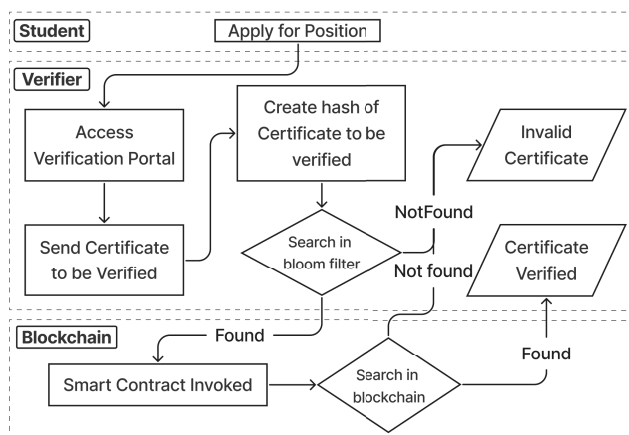 Student
Apply for Position
Verifier
Access
Verification Portal
Create hash of
Certificate to be
verified
Invalid
Certificate
NotFound
Send Certificate
to be Verified
Search in
bloom filter
Not found
Certificate
Verified
Blockchain
Found
Found
Smart Contract Invoked
Search in
blockchain